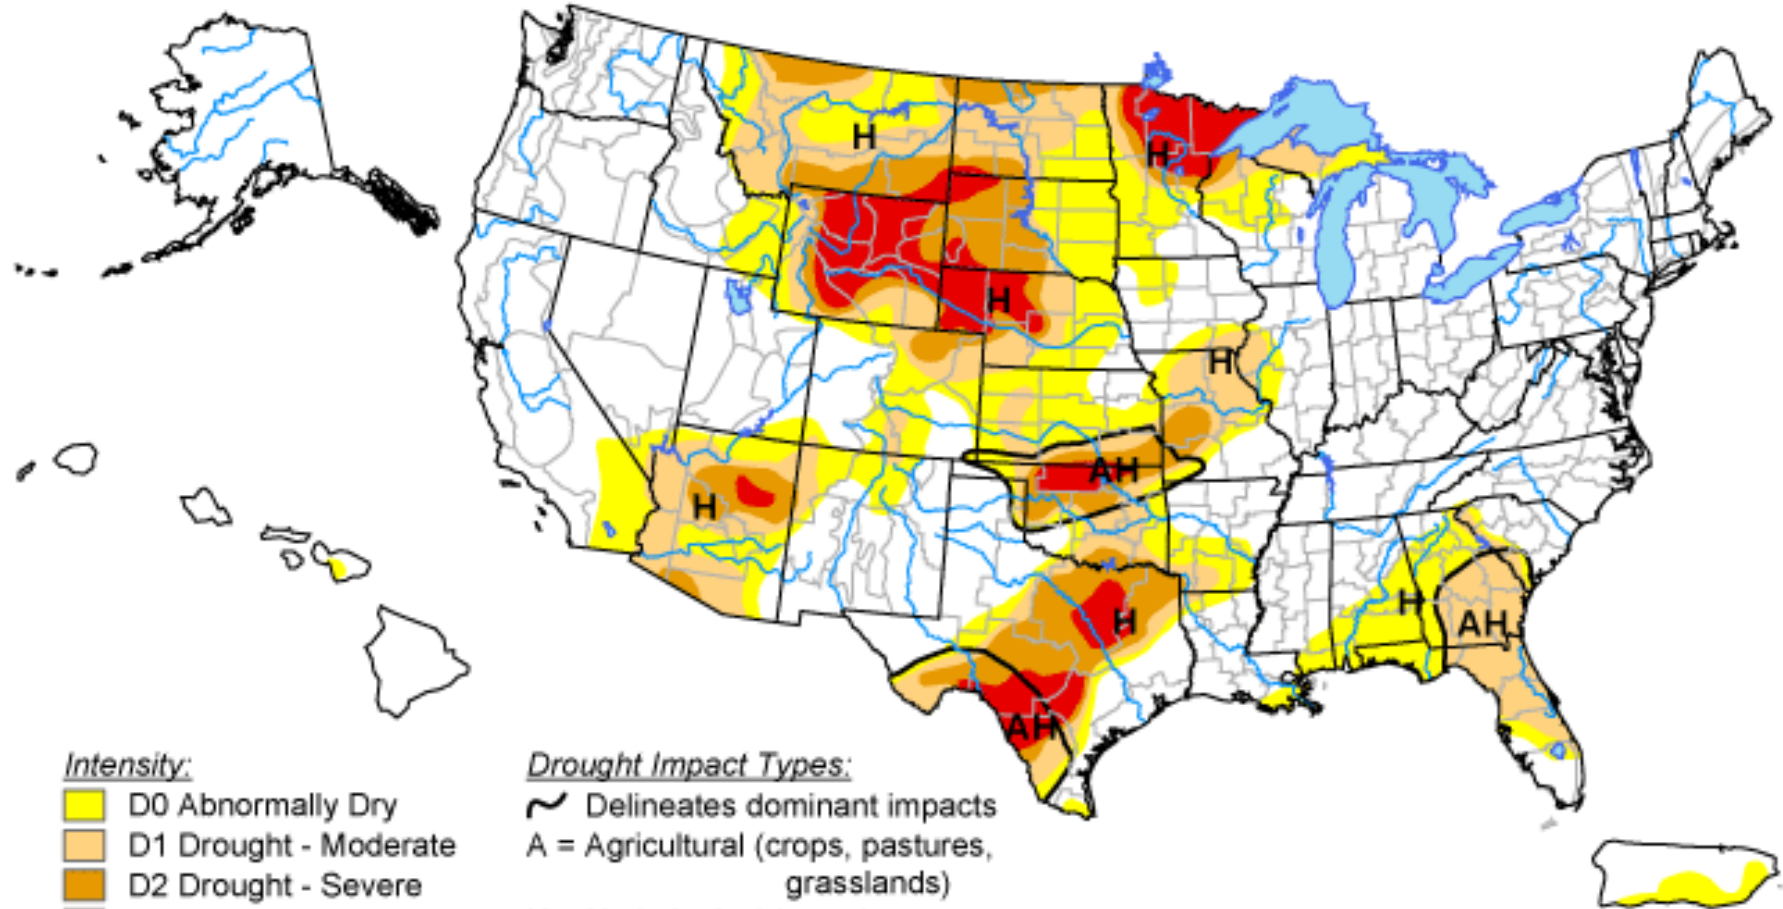 H
H
H
H
AH
H
H
H
AH
AH
Intensity:
D0 Abnormally Dry
D1 Drought - Moderate
D2 Drought - Severe
Drought Impact Types:
Delineates dominant impacts
A = Agricultural (crops, pastures,
grasslands)